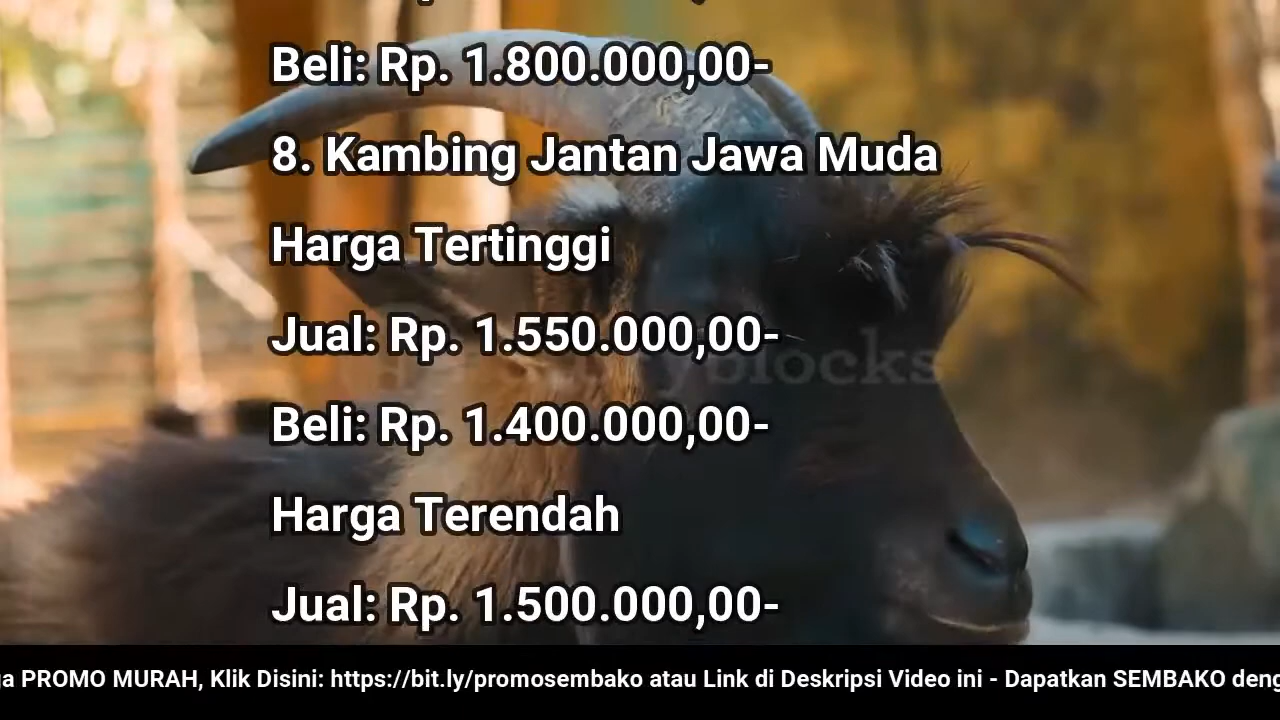 Beli: Rp. 1.800.000,00-
8. Kambing Jantan Jawa Muda
Harga Tertinggi
Jual: Rp. 1.550.000,00-
Beli: Rp. 1.400.000,00-
Harga Terendah
Jual: Rp. 1.500.000,00-
PROMO MURAH, Klik Disini: https://bit.ly/promosembako atau Link di Deskripsi Video ini - Dapatkan SEMBAKO